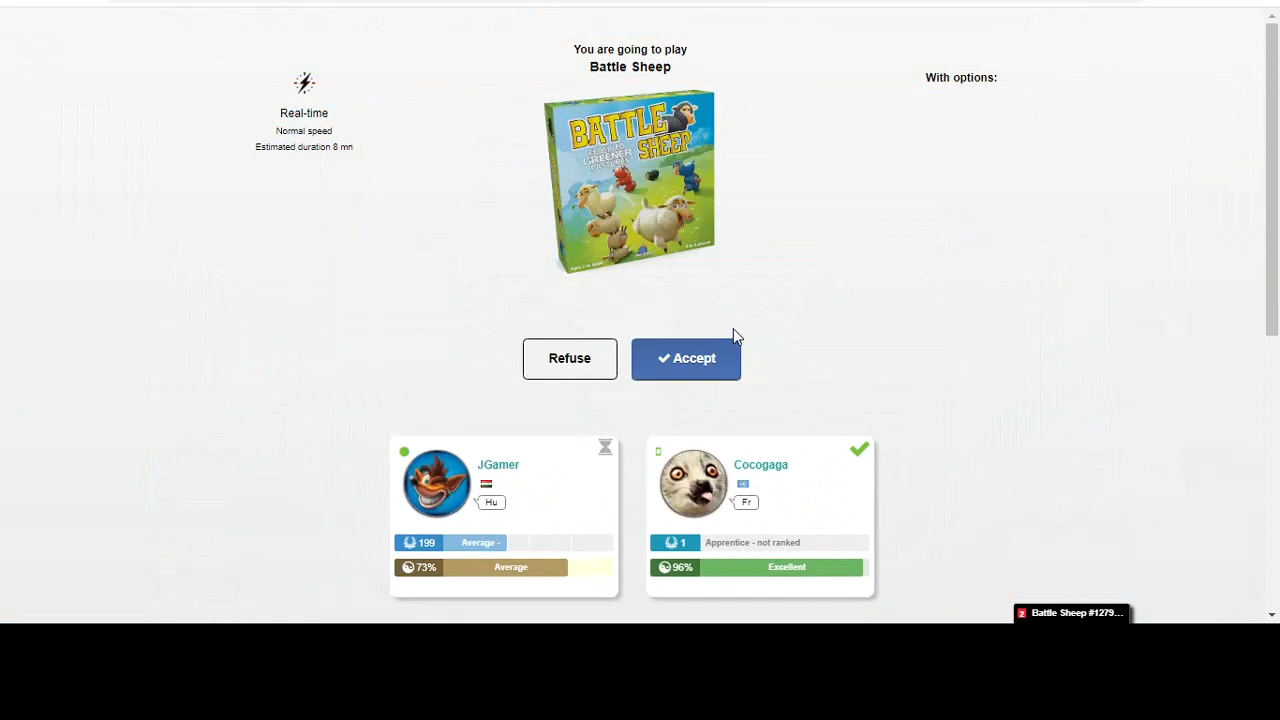 You are going to play
Battle Sheep
With options:
Real-time
Normal speed
Estimated duration 8 mn
BATTLE
SHEEP
GREENER
Refuse
Accept
JGamer
Hu
199 Average -
73% Average
Cocogaga
Fr
1 Apprentice - not ranked
96% Excellent
2 Battle Sheep #1279...